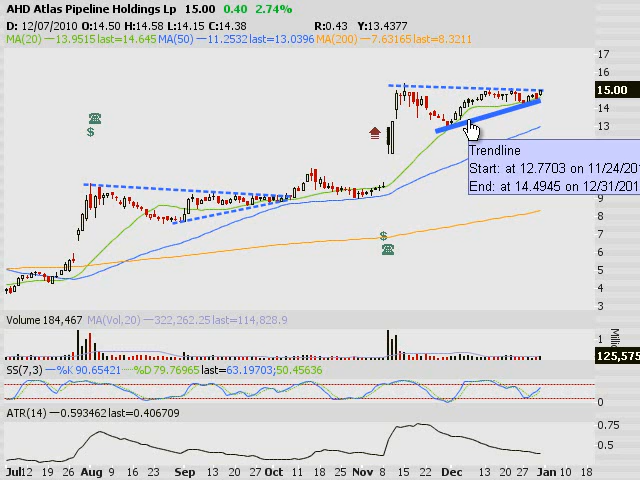 AHD Atlas Pipeline Holdings Lp 15.00 0.40 2.74%
D: 12/07/2010 O:14.50 H:14.58 L:14.15 C:14.38 R:0.43 Y:13.4377
MA(20) —13.9515 last=14.645 MA(50) —11.2532 last=13.0396 MA(200) —7.63165 last=8.3211
17
16
15.00
14
13
$
Trendline
Start: at 12.7703 on 11/24/201
End: at 14.4945 on 12/31/201
9
8
7
$
6
5
4
3
Volume 184,467 MA(Vol,20) —322,262.25 last=114,828.9
1
Millio
125,575
SS(7,3) —%K 90.65421 %D 79.76965 last=63.19703; 50.45636
1
0
ATR(14) —0.593462 last=0.406709
0.75
0.5
Jul 12 19 26 Aug 9 16 23 Sep 13 20 27 Oct 11 18 25 Nov 8 15 22 Dec 13 20 27 Jan 10 18